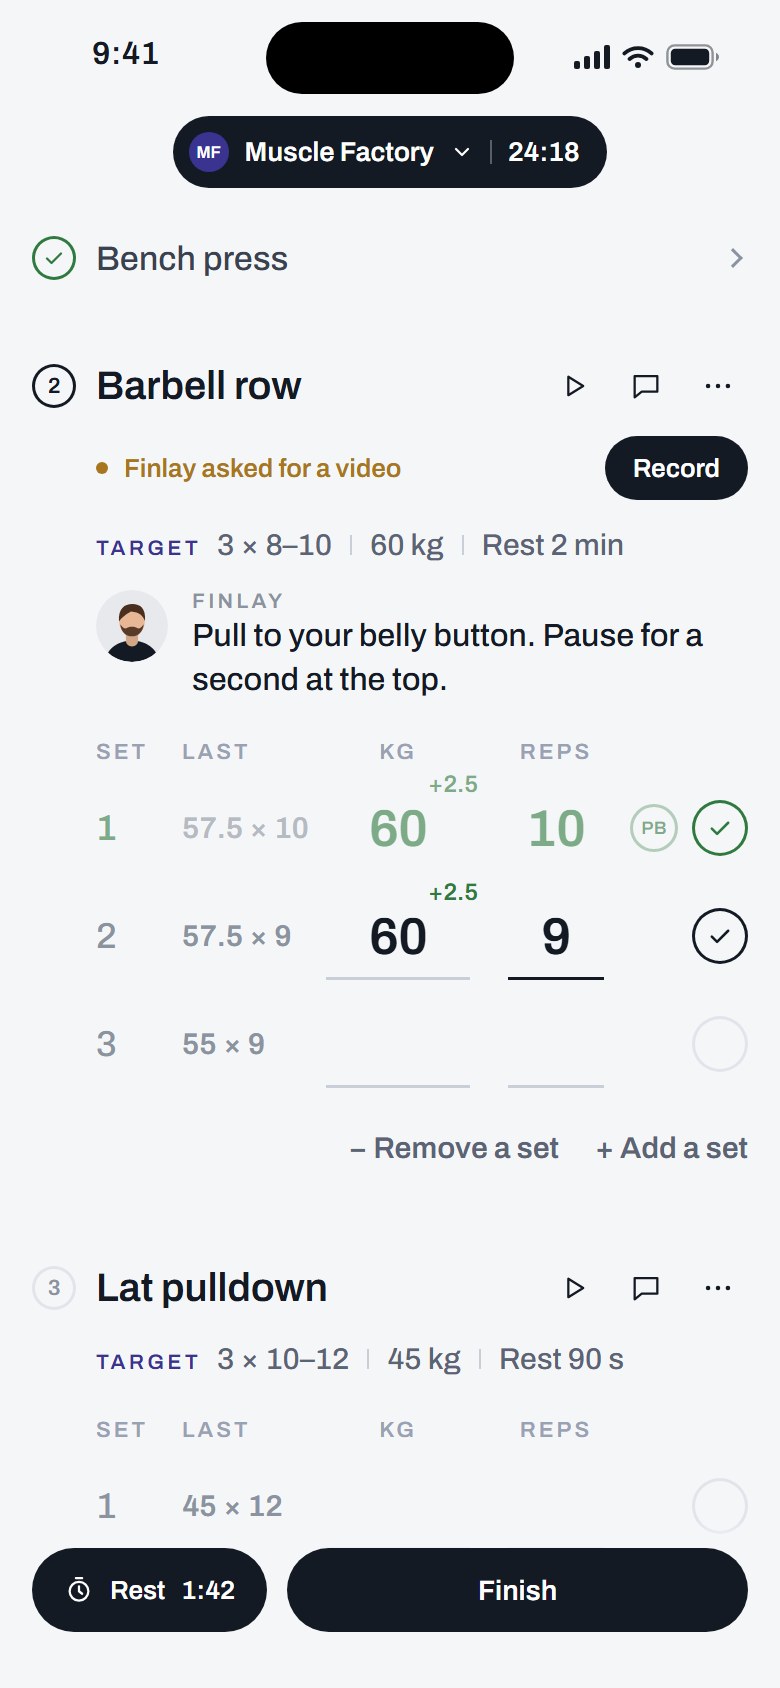 9:41
MF Muscle Factory 24:18
Bench press
2 Barbell row
Finlay asked for a video Record
TARGET 3 × 8–10 60 kg Rest 2 min
FINLAY
Pull to your belly button. Pause for a
second at the top.
SET LAST KG REPS
+2.5
1 57.5 × 10 60 10 PB
+2.5
2 57.5 × 9 60 9
3 55 × 9
– Remove a set + Add a set
3 Lat pulldown
TARGET 3 × 10–12 45 kg Rest 90 s
SET LAST KG REPS
1 45 × 12
Rest 1:42 Finish